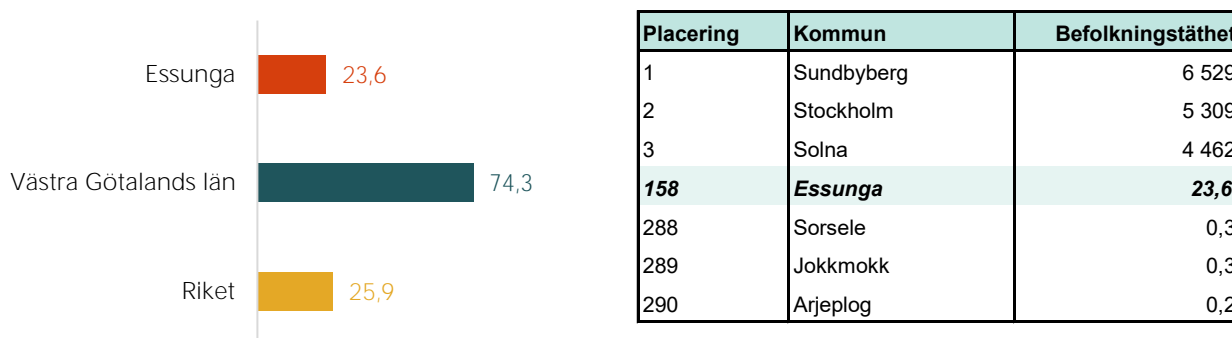 Essunga 23,6
Västra Götalands län 74,3
Riket 25,9
Placering Kommun Befolkningstäthet
1 Sundbyberg 6 529
2 Stockholm 5 309
3 Solna 4 462
158 Essunga 23,6
288 Sorsele 0,3
289 Jokkmokk 0,3
290 Arjeplog 0,2